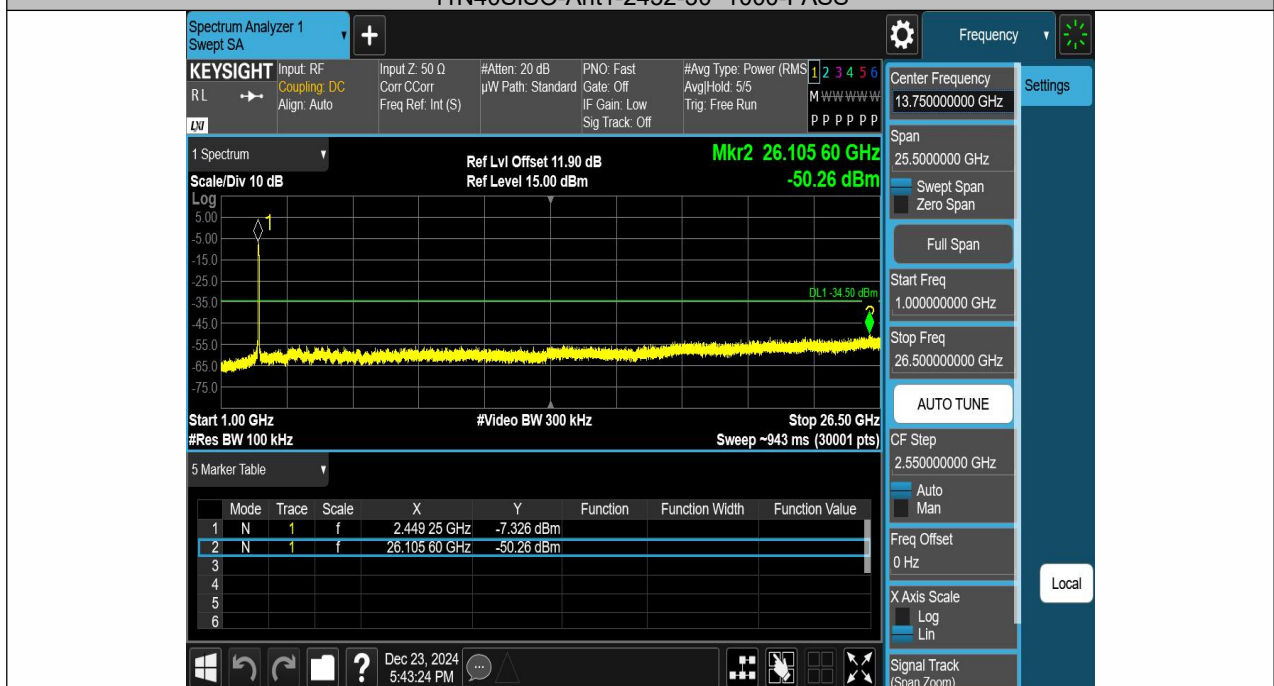 Spectrum Analyzer 1
Swept SA
Frequency
KEYSIGHT
RL
LXI
Input: RF
Coupling: DC
Align: Auto
Input Z: 50 Ω
Corr CCorr
Freq Ref: Int (S)
#Atten: 20 dB
µW Path: Standard
PNO: Fast
Gate: Off
IF Gain: Low
Sig Track: Off
#Avg Type: Power (RMS
Avg|Hold: 5/5
Trig: Free Run
1 2 3 4 5 6
M W W W W W
P P P P P P
1 Spectrum
Scale/Div 10 dB
Ref Lvl Offset 11.90 dB
Ref Level 15.00 dBm
Mkr2 26.105 60 GHz
-50.26 dBm
Log
5.00
-5.00
-15.0
-25.0
-35.0
-45.0
-55.0
-65.0
-75.0
1
DL1 -34.50 dBm
Start 1.00 GHz
#Res BW 100 kHz
#Video BW 300 kHz
Stop 26.50 GHz
Sweep ~943 ms (30001 pts)
5 Marker Table
Mode Trace Scale X Y Function Function Width Function Value
1 N 1 f 2.449 25 GHz -7.326 dBm
2 N 1 f 26.105 60 GHz -50.26 dBm
3
4
5
6
?
Dec 23, 2024
5:43:24 PM
Center Frequency
13.750000000 GHz
Span
25.5000000 GHz
Swept Span
Zero Span
Full Span
Start Freq
1.000000000 GHz
Stop Freq
26.500000000 GHz
AUTO TUNE
CF Step
2.550000000 GHz
Auto
Man
Freq Offset
0 Hz
X Axis Scale
Log
Lin
Signal Track
(Span Zoom)
Settings
Local